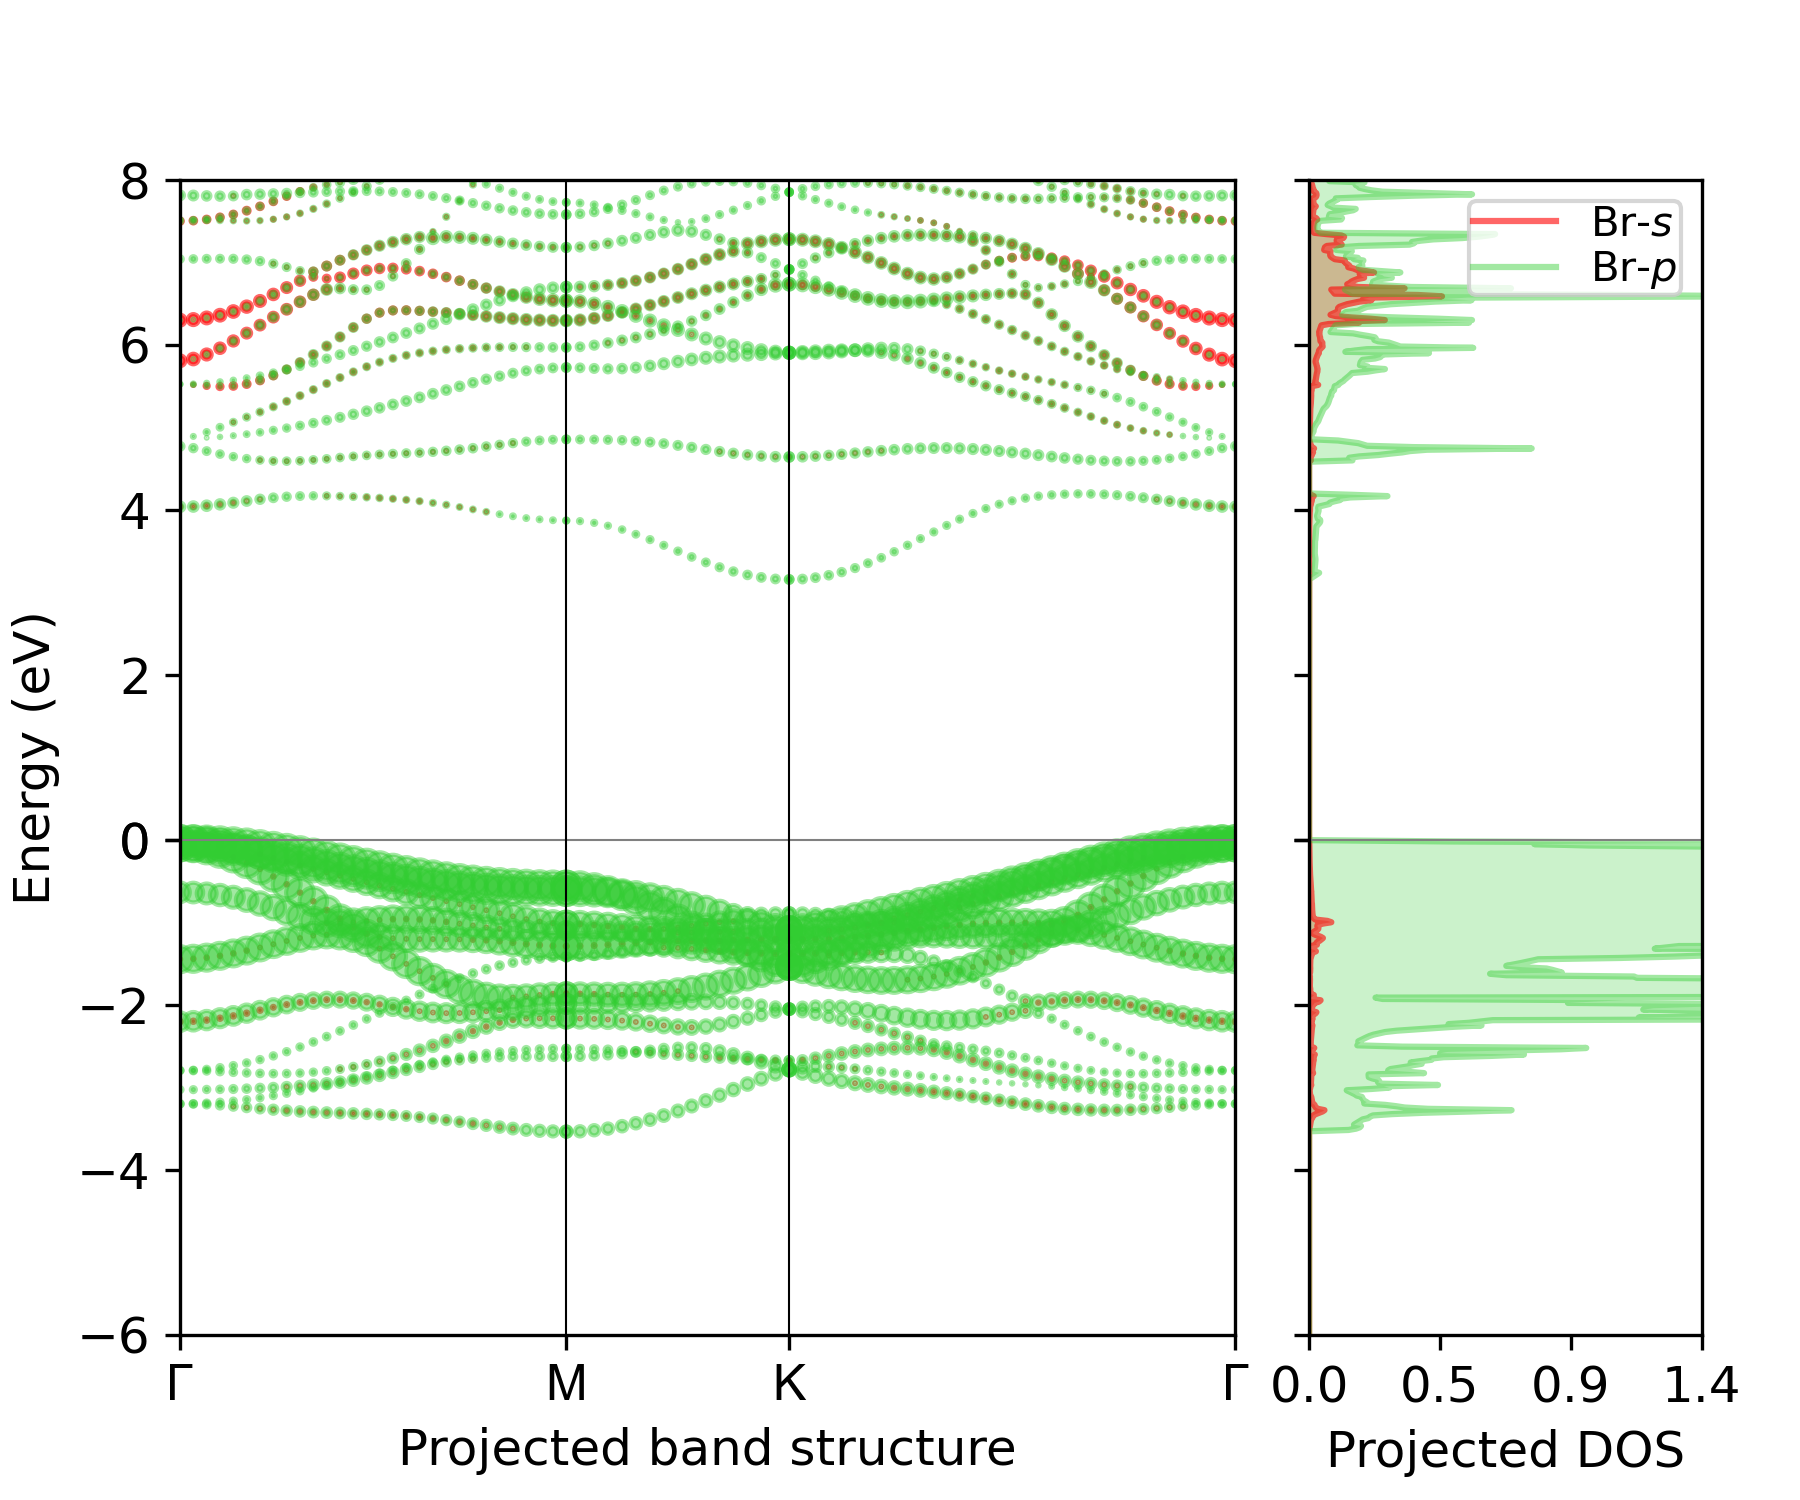 8
6
4
2
0
−2
−4
−6
Energy (eV)
Γ M K Γ
Projected band structure
Br-s
Br-p
0.0 0.5 0.9 1.4
Projected DOS